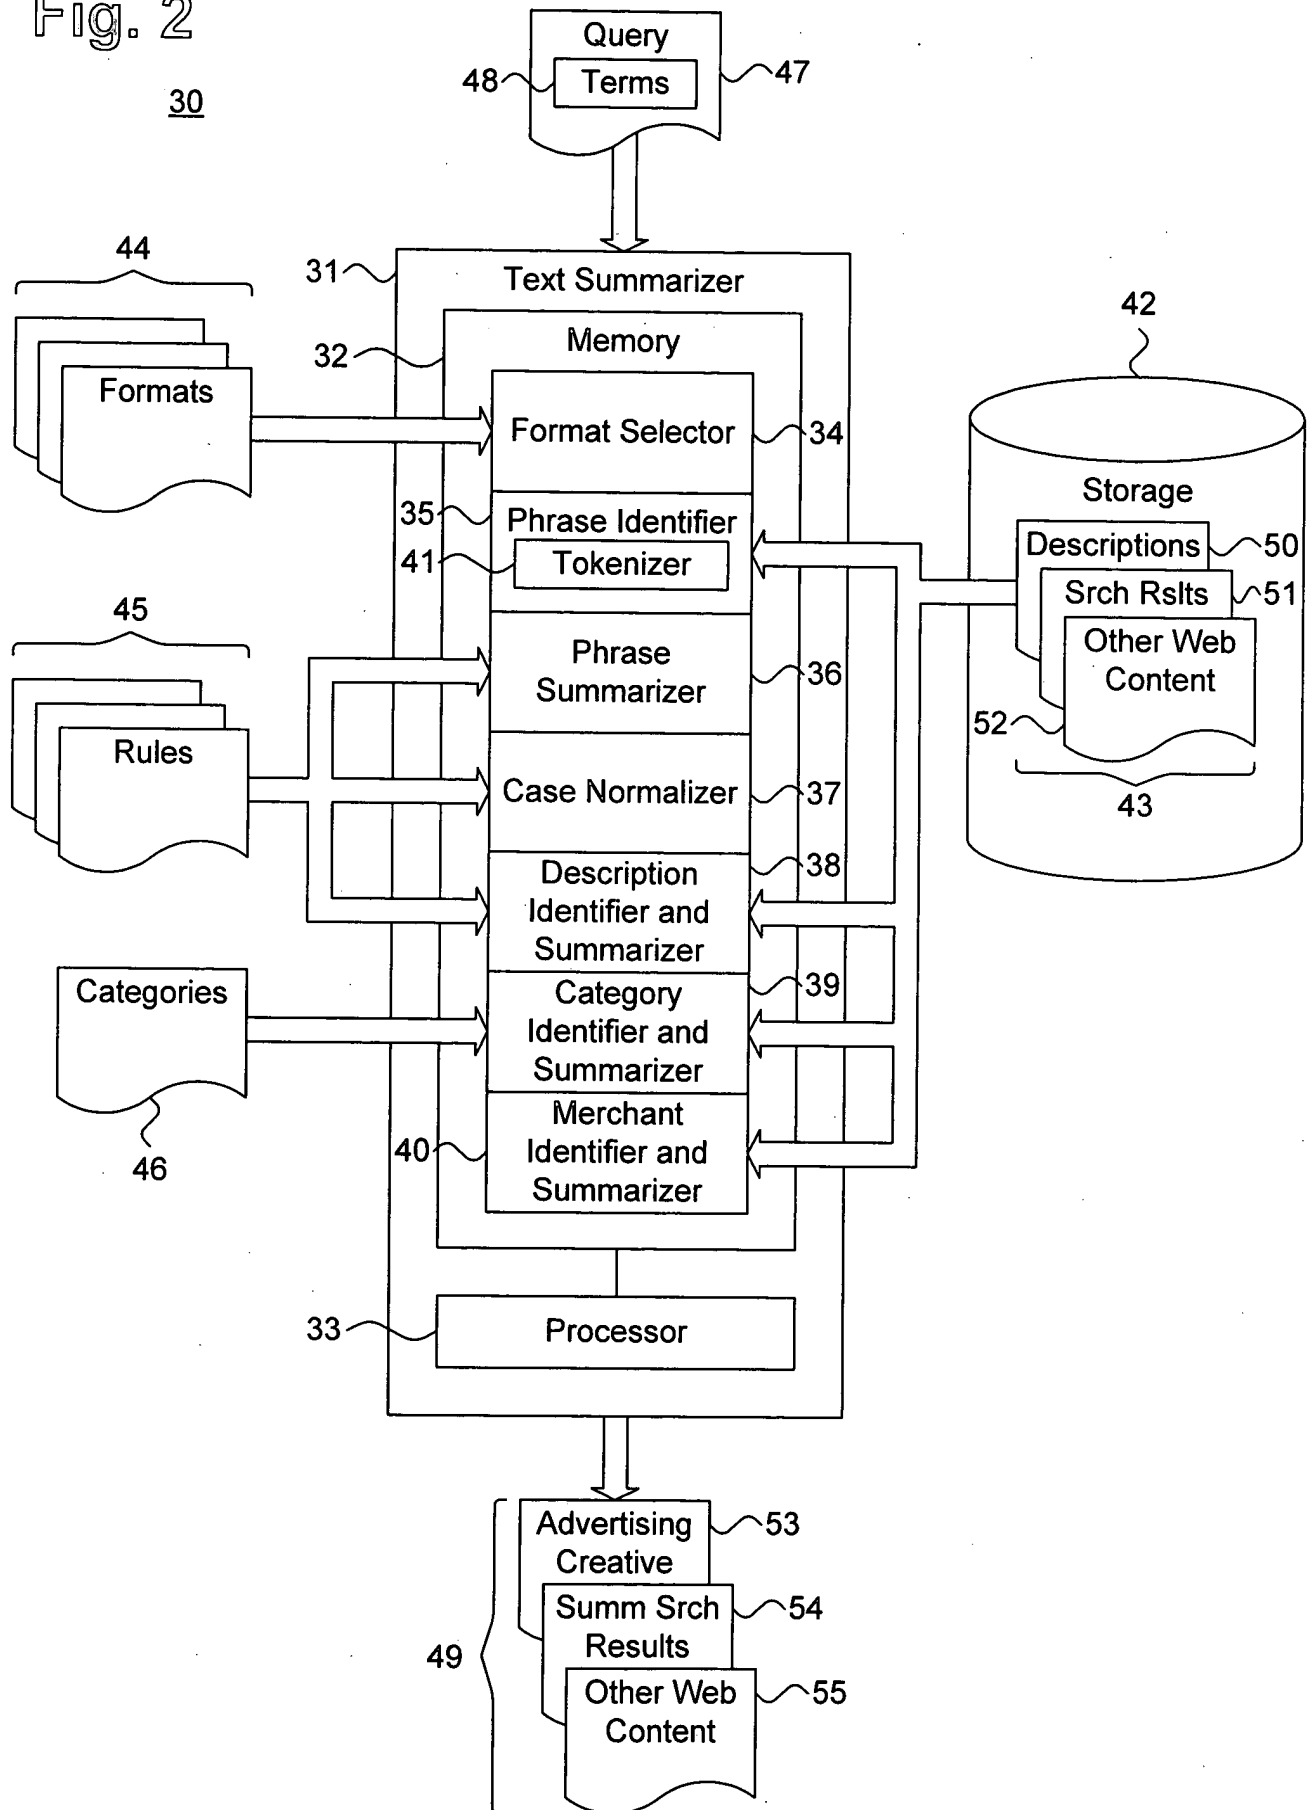 Fig. 2
30
Query
48
Terms
47
44
31
Text Summarizer
42
32
Memory
Formats
Format Selector
34
Storage
35
Phrase Identifier
41
Tokenizer
Descriptions
50
Srch Rslts
51
Other Web
Content
52
43
45
Phrase
Summarizer
36
Rules
Case Normalizer
37
38
Description
Identifier and
Summarizer
Categories
39
Category
Identifier and
Summarizer
46
40
Merchant
Identifier and
Summarizer
33
Processor
Advertising
Creative
53
Summ Srch
Results
54
49
Other Web
Content
55